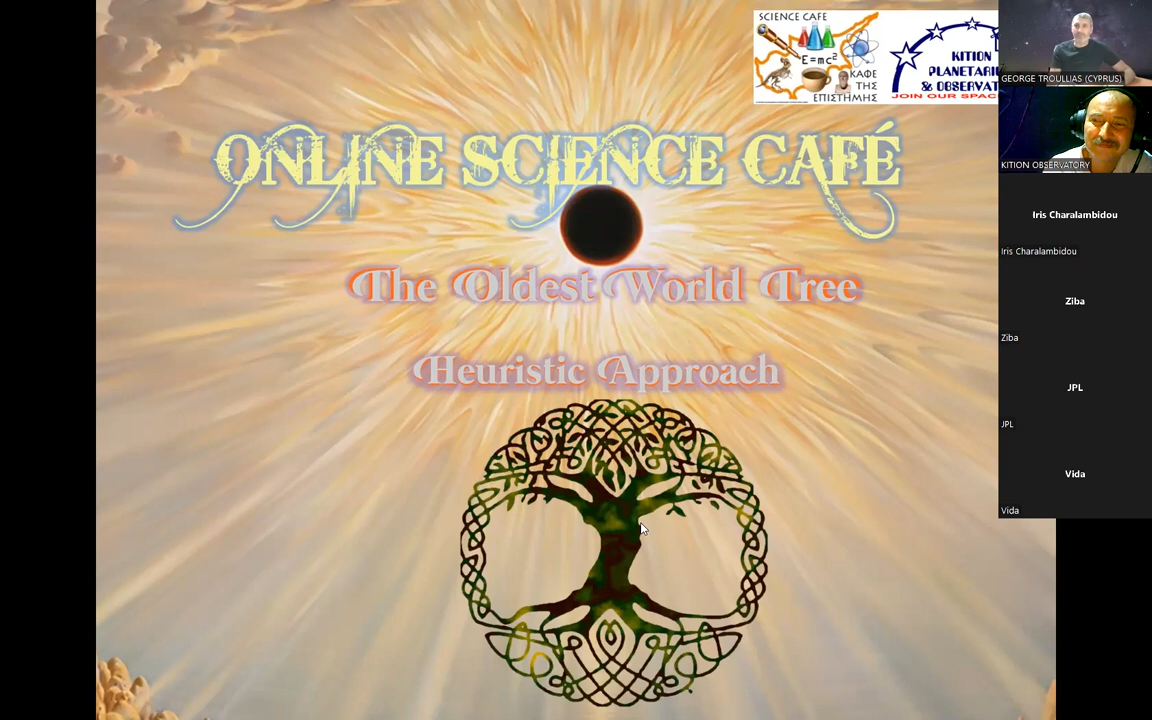 SCIENCE CAFE
E=mc²
ΚΑΦΕ
ΤΗΣ
ΕΠΙΣΤΗΜΗΣ
KITION
& OBSERVAT
JOIN OUR SPAC
ONLINE SCIENCE CAFÉ
The Oldest World Tree
Heuristic Approach
GEORGE TROULLIAS (CYPRUS)
KITION OBSERVATORY
Iris Charalambidou
Iris Charalambidou
Ziba
Ziba
JPL
JPL
Vida
Vida